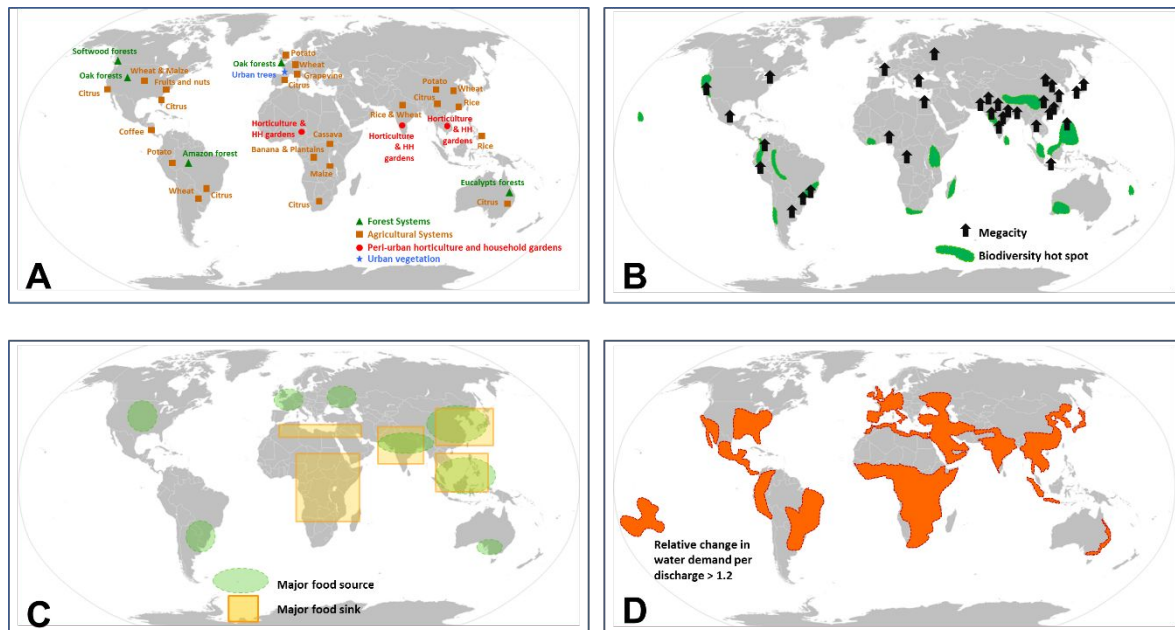 Softwood forests
Oak forests
Wheat & Maize
Fruits and nuts
Citrus
Citrus
Coffee
Potato
Amazon forest
Wheat
Citrus
Potato
Oak forests
Wheat
Urban trees
Grapevine
Citrus
Horticulture &
HH gardens
Cassava
Banana & Plantains
Maize
Citrus
Rice & Wheat
Horticulture
& HH
gardens
Potato
Wheat
Citrus
Rice
Horticulture
& HH
gardens
Rice
Eucalypts forests
Citrus
Forest Systems
Agricultural Systems
Peri-urban horticulture and household gardens
Urban vegetation
A
Megacity
Biodiversity hot spot
B
Major food source
Major food sink
C
Relative change in
water demand per
discharge > 1.2
D